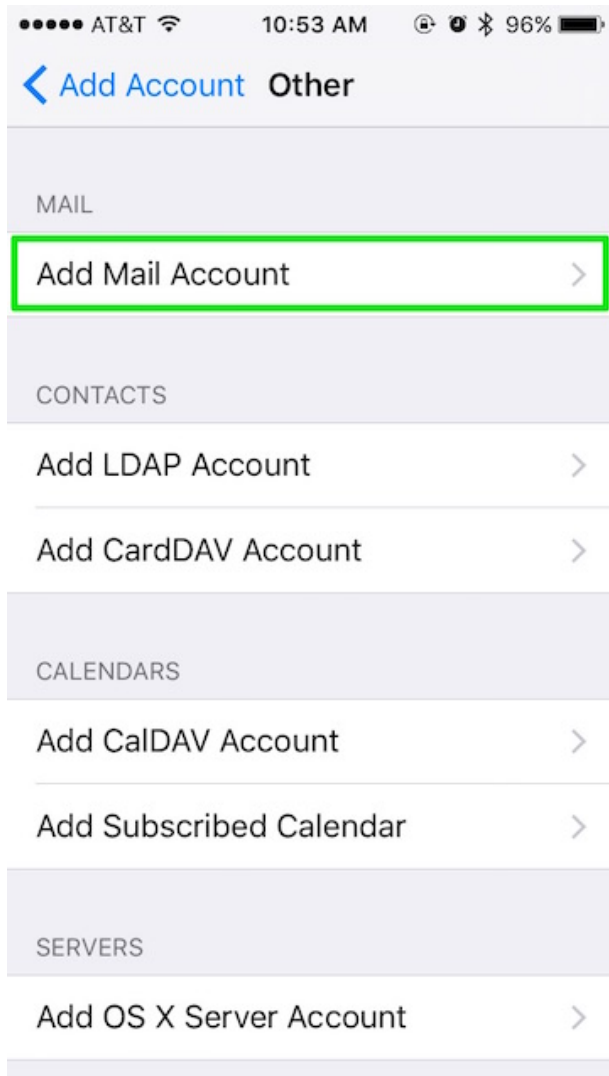 AT&T 10:53 AM 96%
Add Account Other
MAIL
Add Mail Account
CONTACTS
Add LDAP Account
Add CardDAV Account
CALENDARS
Add CalDAV Account
Add Subscribed Calendar
SERVERS
Add OS X Server Account